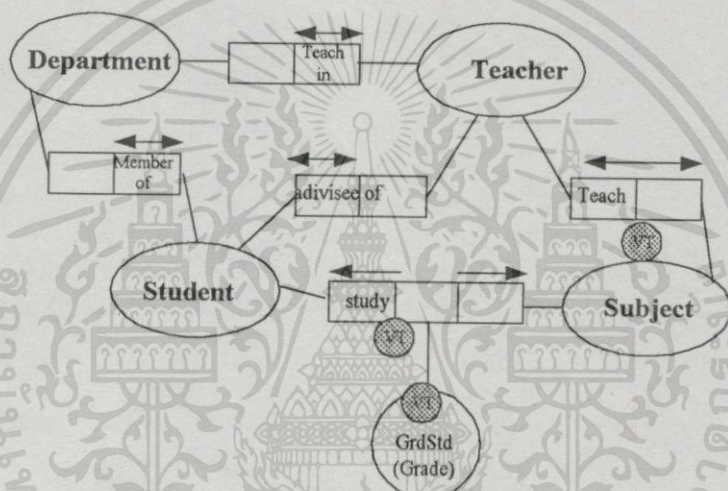 Department
Teach
in
Teacher
Member
of
adivisee of
Teach
VT
Student
study
Subject
VT
VT
GrdStd
(Grade)